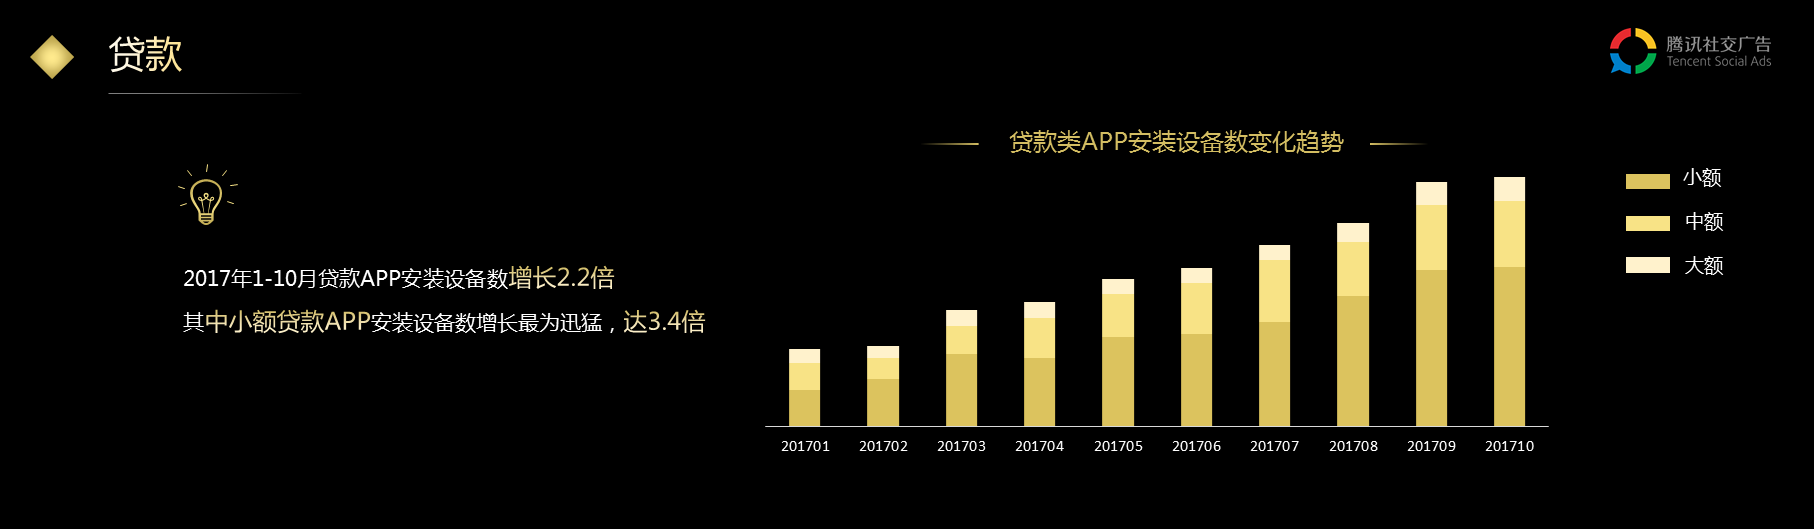 贷款
腾讯社交广告
Tencent Social Ads
2017年1-10月贷款APP安装设备数增长2.2倍
其中小额贷款APP安装设备数增长最为迅猛，达3.4倍
贷款类APP安装设备数变化趋势
小额
中额
大额
201701 201702 201703 201704 201705 201706 201707 201708 201709 201710